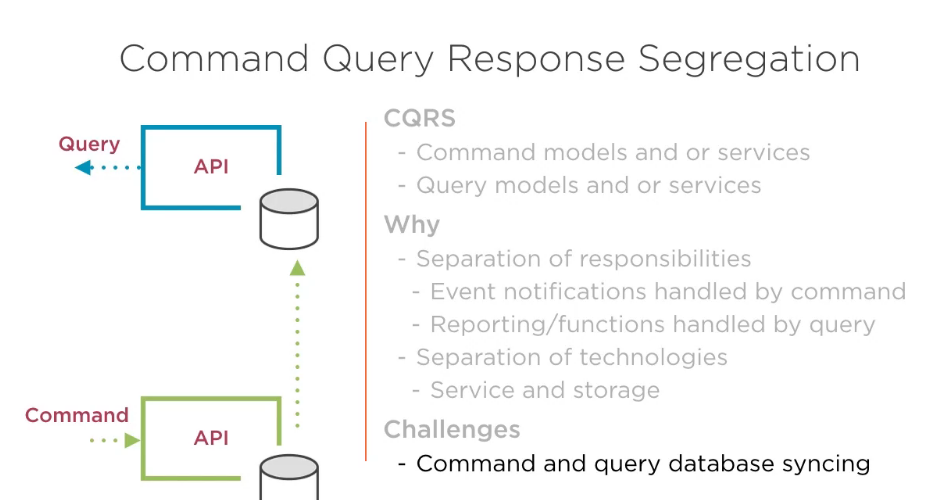 Command Query Response Segregation
Query
API
Command
API
CQRS
- Command models and or services
- Query models and or services
Why
- Separation of responsibilities
- Event notifications handled by command
- Reporting/functions handled by query
- Separation of technologies
- Service and storage
Challenges
- Command and query database syncing